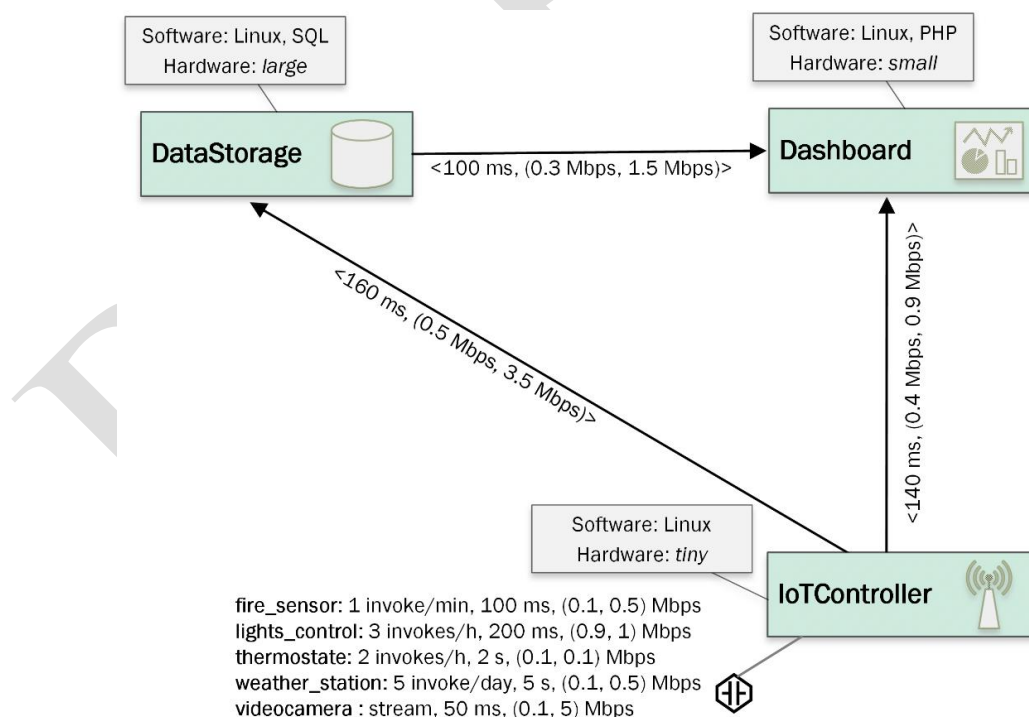 Software: Linux, SQL
Hardware: large
Software: Linux, PHP
Hardware: small
DataStorage
<100 ms, (0.3 Mbps, 1.5 Mbps)>
Dashboard
<160 ms, (0.5 Mbps, 3.5 Mbps)>
<140 ms, (0.4 Mbps, 0.9 Mbps)>
Software: Linux
Hardware: tiny
IoTController
fire_sensor: 1 invoke/min, 100 ms, (0.1, 0.5) Mbps
lights_control: 3 invokes/h, 200 ms, (0.9, 1) Mbps
thermostate: 2 invokes/h, 2 s, (0.1, 0.1) Mbps
weather_station: 5 invoke/day, 5 s, (0.1, 0.5) Mbps
videocamera : stream, 50 ms, (0.1, 5) Mbps